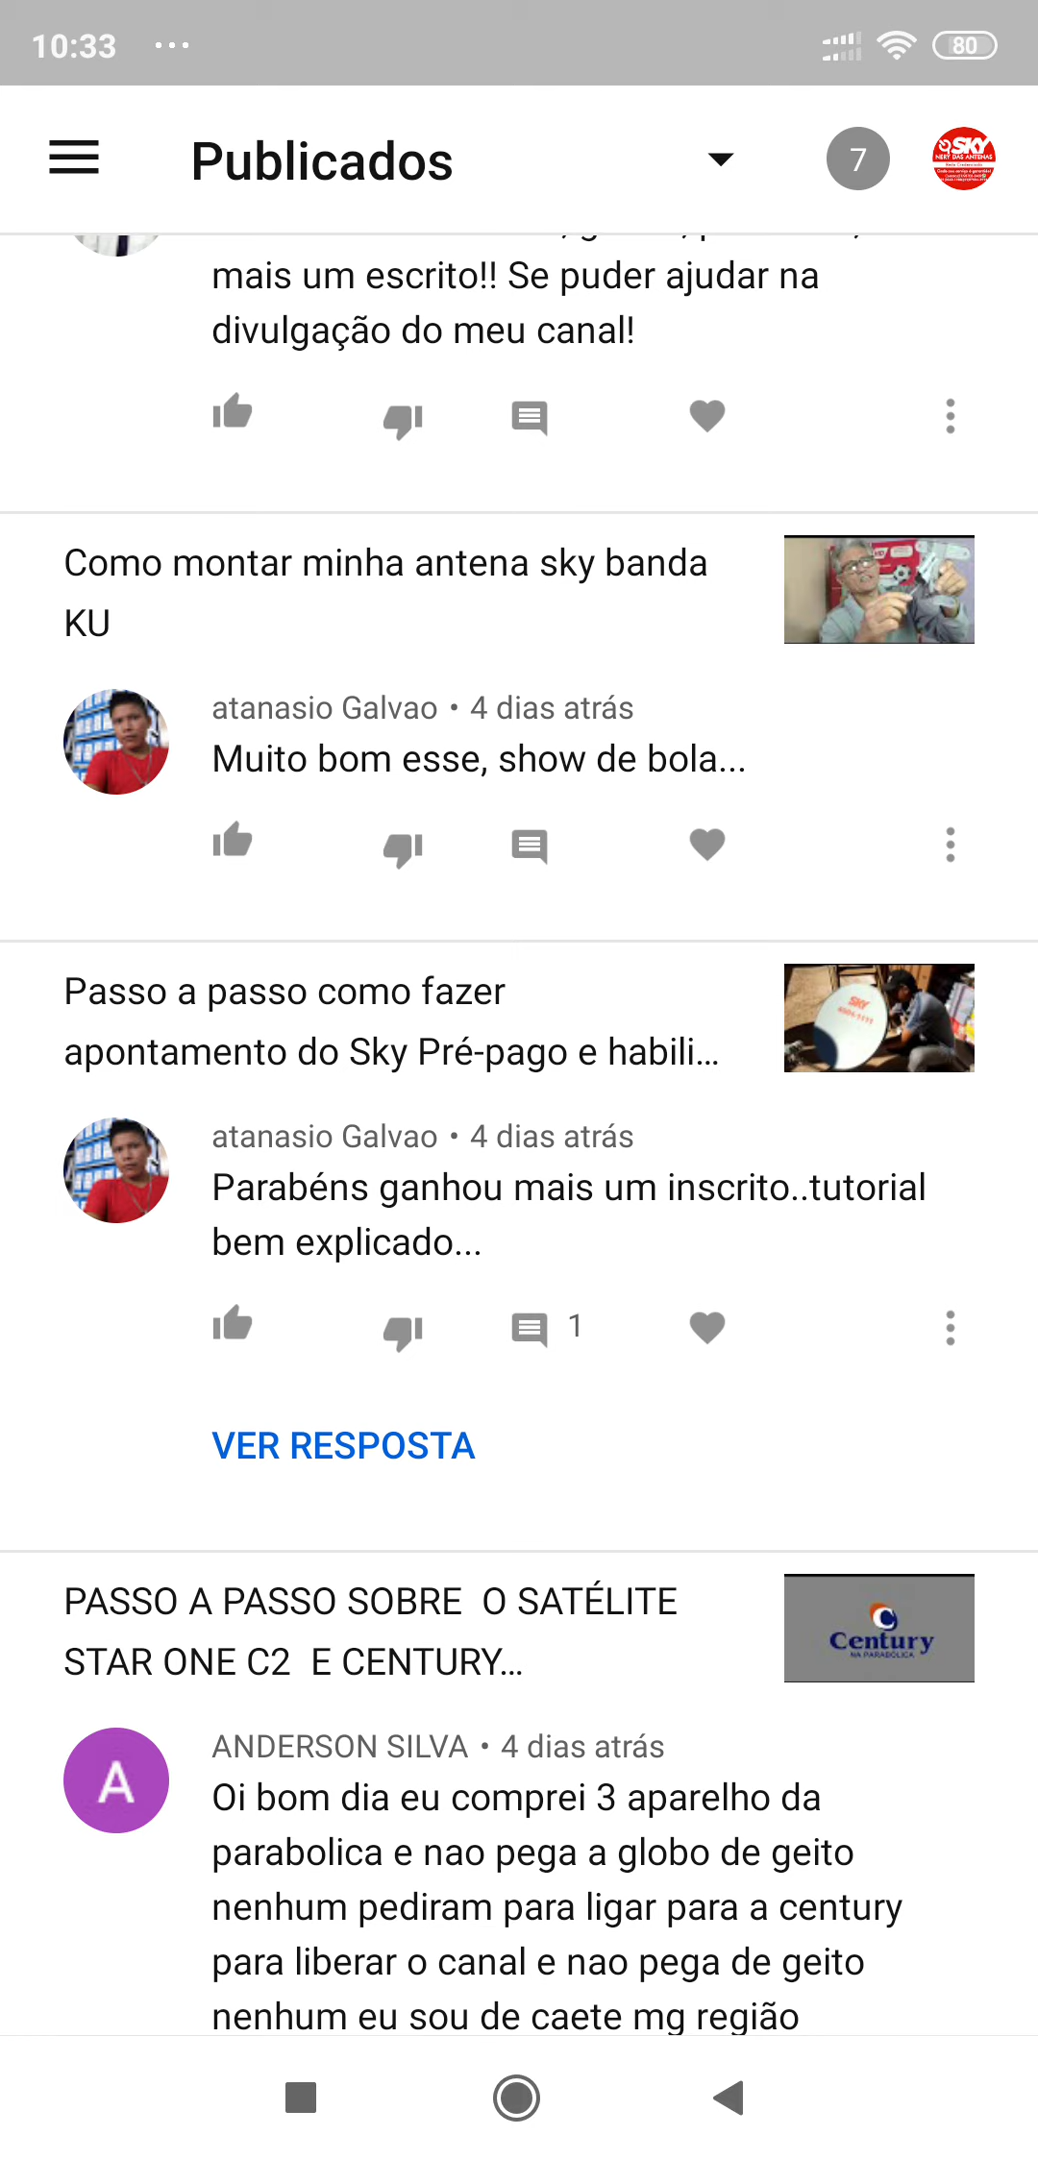 10:33
80
Publicados
7
SKY
mais um escrito!! Se puder ajudar na
divulgação do meu canal!
Como montar minha antena sky banda
KU
atanasio Galvao • 4 dias atrás
Muito bom esse, show de bola...
Passo a passo como fazer
apontamento do Sky Pré-pago e habili...
SKY
atanasio Galvao • 4 dias atrás
Parabéns ganhou mais um inscrito..tutorial
bem explicado...
1
VER RESPOSTA
PASSO A PASSO SOBRE  O SATÉLITE
STAR ONE C2  E CENTURY...
Century
NA PARABÓLICA
A
ANDERSON SILVA • 4 dias atrás
Oi bom dia eu comprei 3 aparelho da
parabolica e nao pega a globo de geito
nenhum pediram para ligar para a century
para liberar o canal e nao pega de geito
nenhum eu sou de caete mg região